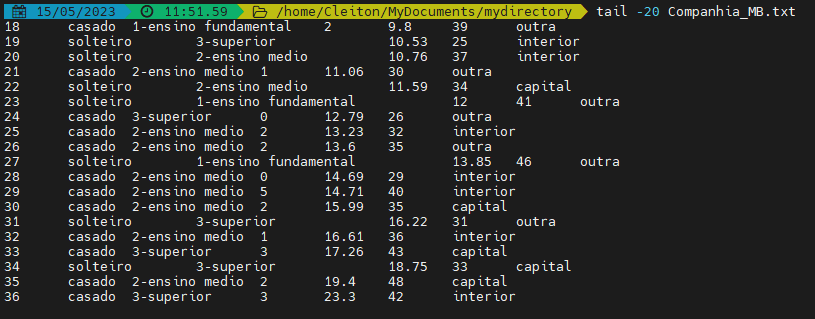 15/05/2023 11:51.59 /home/Cleiton/MyDocuments/mydirectory tail -20 Companhia_MB.txt
18 casado 1-ensino fundamental 2 9.8 39 outra
19 solteiro 3-superior 10.53 25 interior
20 solteiro 2-ensino medio 10.76 37 interior
21 casado 2-ensino medio 1 11.06 30 outra
22 solteiro 2-ensino medio 11.59 34 capital
23 solteiro 1-ensino fundamental 12 41 outra
24 casado 3-superior 0 12.79 26 outra
25 casado 2-ensino medio 2 13.23 32 interior
26 casado 2-ensino medio 2 13.6 35 outra
27 solteiro 1-ensino fundamental 13.85 46 outra
28 casado 2-ensino medio 0 14.69 29 interior
29 casado 2-ensino medio 5 14.71 40 interior
30 casado 2-ensino medio 2 15.99 35 capital
31 solteiro 3-superior 16.22 31 outra
32 casado 2-ensino medio 1 16.61 36 interior
33 casado 3-superior 3 17.26 43 capital
34 solteiro 3-superior 18.75 33 capital
35 casado 2-ensino medio 2 19.4 48 capital
36 casado 3-superior 3 23.3 42 interior